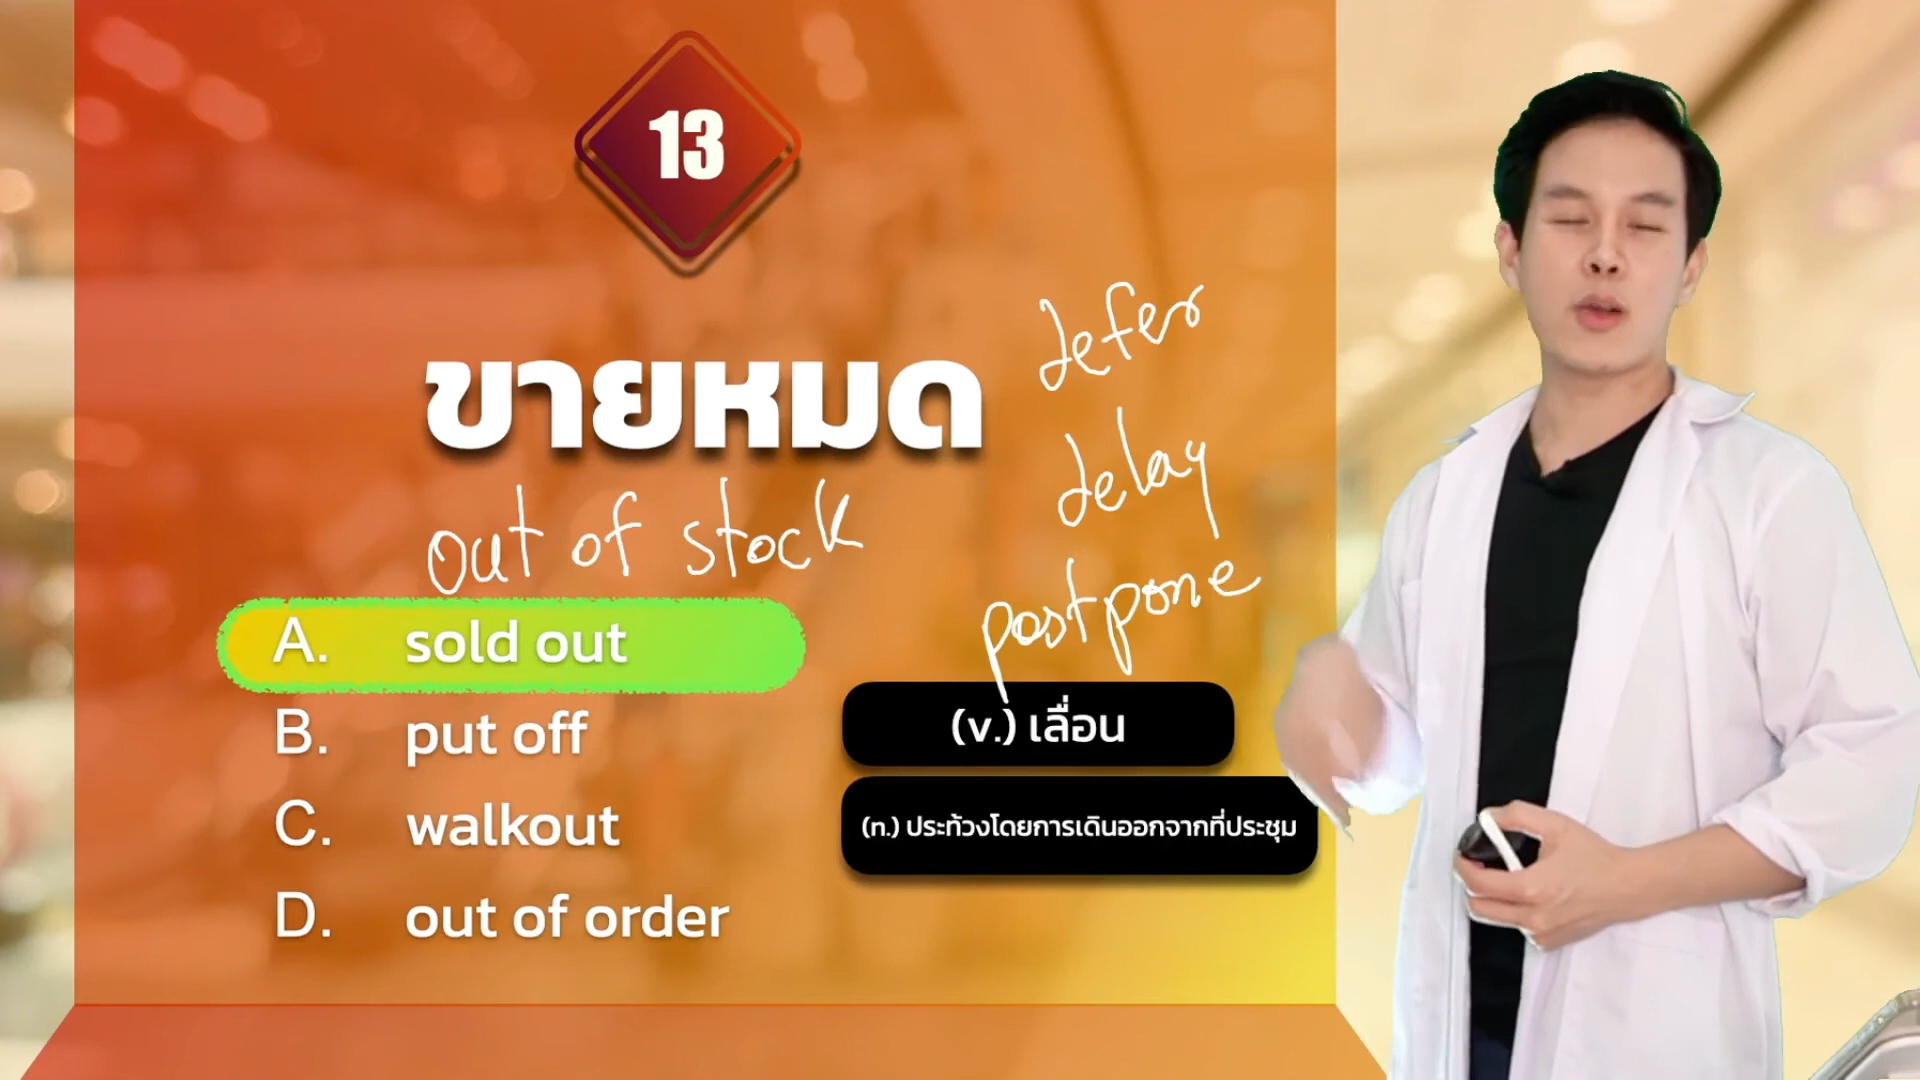 13
ขายหมด
defer
delay
postpone
out of stock
A. sold out
B. put off
(v.) เลื่อน
C. walkout
(n.) ประท้วงโดยการเดินออกจากที่ประชุม
D. out of order